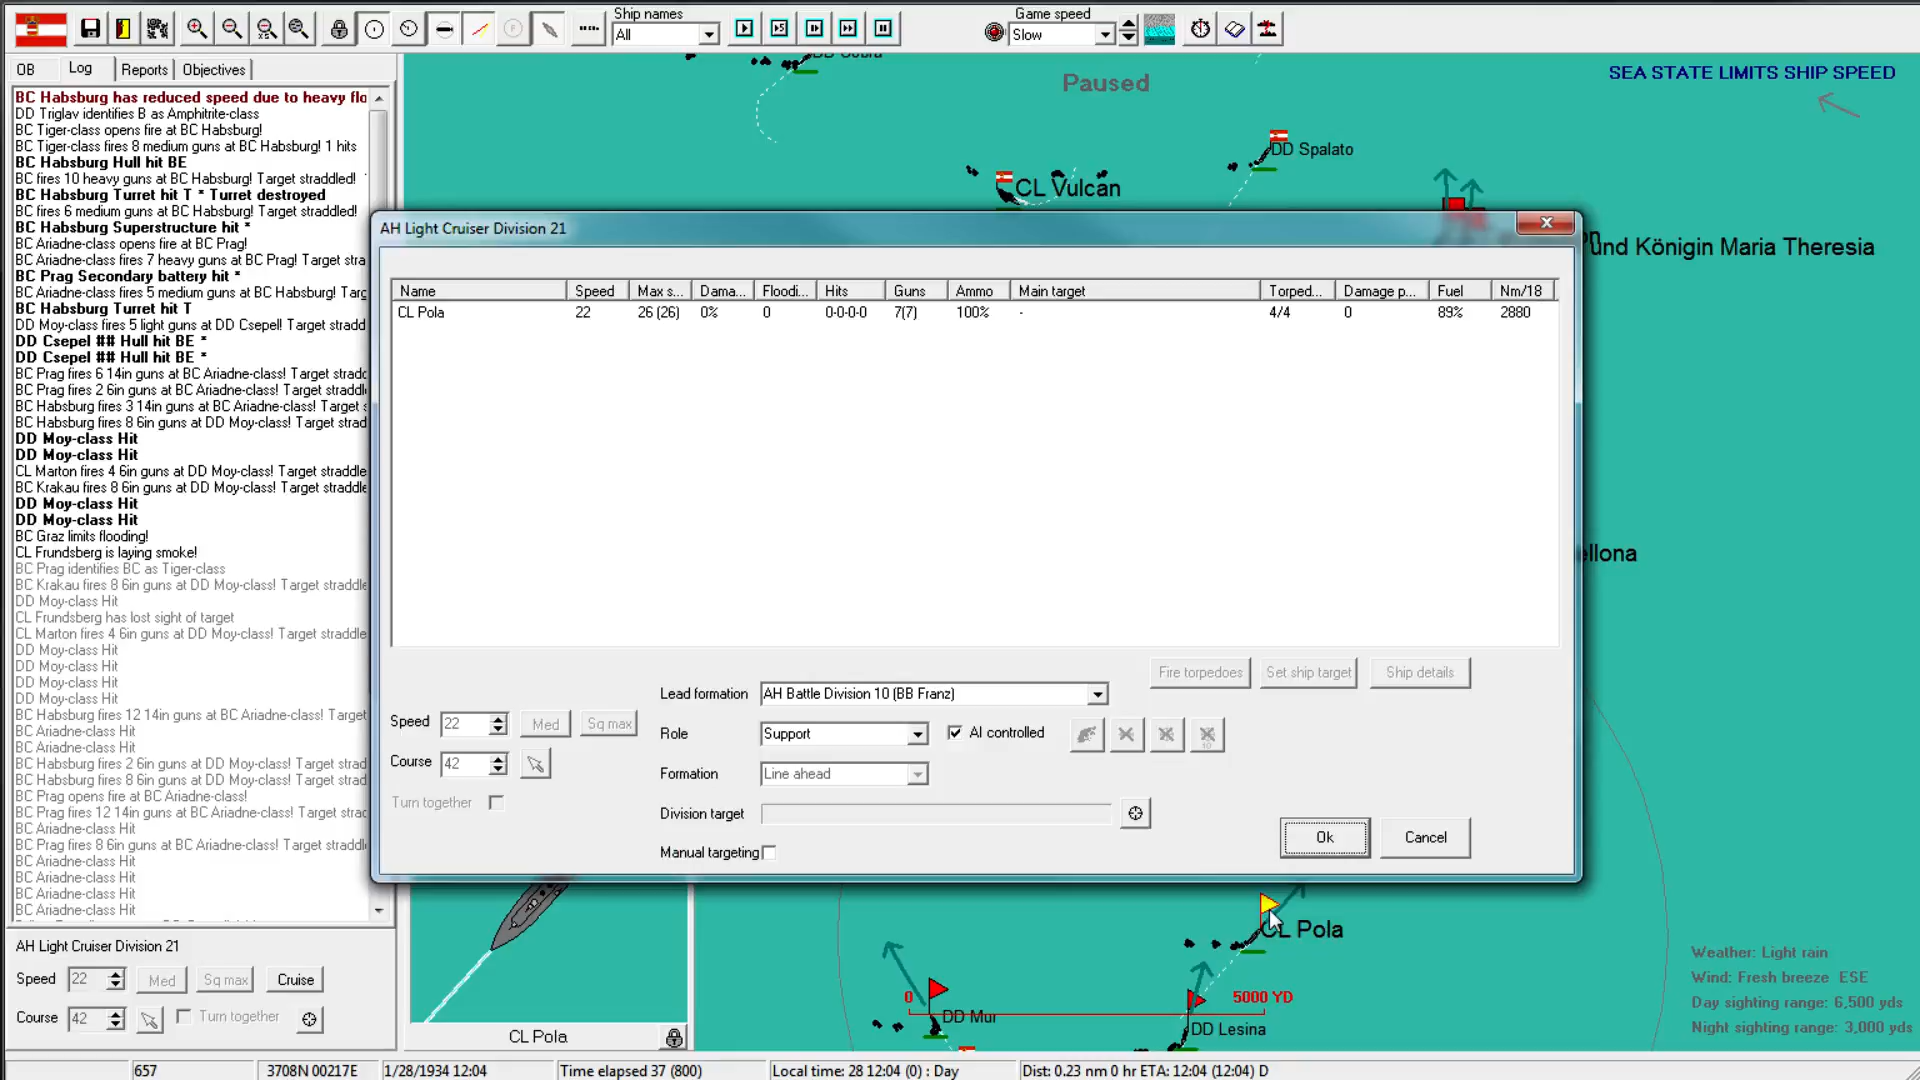 Ship names
All
Game speed
Slow
OB
Log
Reports
Objectives
BC Habsburg has reduced speed due to heavy flo
DD Triglav identifies B as Amphitrite-class
BC Tiger-class opens fire at BC Habsburg!
BC Tiger-class fires 8 medium guns at BC Habsburg! 1 hits
BC Habsburg Hull hit BE
BC fires 10 heavy guns at BC Habsburg! Target straddled!
BC Habsburg Turret hit T * Turret destroyed
BC fires 6 medium guns at BC Habsburg! Target straddled!
BC Habsburg Superstructure hit *
BC Ariadne-class opens fire at BC Prag!
BC Ariadne-class fires 7 heavy guns at BC Prag! Target stra
BC Prag Secondary battery hit *
BC Ariadne-class fires 5 medium guns at BC Habsburg! Targ
BC Habsburg Turret hit T
DD Moy-class fires 5 light guns at DD Csepel! Target stradd
DD Csepel ## Hull hit BE *
DD Csepel ## Hull hit BE *
BC Prag fires 6 14in guns at BC Ariadne-class! Target stradd
BC Prag fires 2 6in guns at BC Ariadne-class! Target straddl
BC Habsburg fires 3 14in guns at BC Ariadne-class! Target s
BC Habsburg fires 8 6in guns at DD Moy-class! Target strad
DD Moy-class Hit
DD Moy-class Hit
CL Marton fires 4 6in guns at DD Moy-class! Target straddle
BC Krakau fires 8 6in guns at DD Moy-class! Target straddle
DD Moy-class Hit
DD Moy-class Hit
BC Graz limits flooding!
CL Frundsberg is laying smoke!
BC Prag identifies BC as Tiger-class
BC Krakau fires 8 6in guns at DD Moy-class! Target straddle
DD Moy-class Hit
CL Frundsberg has lost sight of target
CL Marton fires 4 6in guns at DD Moy-class! Target straddle
DD Moy-class Hit
DD Moy-class Hit
DD Moy-class Hit
DD Moy-class Hit
BC Habsburg fires 12 14in guns at BC Ariadne-class! Target
BC Ariadne-class Hit
BC Ariadne-class Hit
BC Habsburg fires 2 6in guns at DD Moy-class! Target strad
BC Habsburg fires 8 6in guns at DD Moy-class! Target strad
BC Prag opens fire at BC Ariadne-class!
BC Prag fires 12 14in guns at BC Ariadne-class! Target strac
BC Ariadne-class Hit
BC Prag fires 8 6in guns at BC Ariadne-class! Target straddl
BC Ariadne-class Hit
BC Ariadne-class Hit
BC Ariadne-class Hit
BC Ariadne-class Hit
AH Light Cruiser Division 21
Speed 22 Med Sq max Cruise
Course 42 Turn together
Paused
SEA STATE LIMITS SHIP SPEED
DD Spalato
CL Vulcan
und Königin Maria Theresia
ellona
AH Light Cruiser Division 21
Name Speed Max s... Dama... Floodi... Hits Guns Ammo Main target Torped... Damage p... Fuel Nm/18
CL Pola 22 26 (26) 0% 0 0-0-0-0 7(7) 100% - 4/4 0 89% 2880
Fire torpedoes Set ship target Ship details
Lead formation AH Battle Division 10 (BB Franz)
Speed 22 Med Sq max
Role Support AI controlled
10
Course 42
Formation Line ahead
Turn together
Division target
Ok Cancel
Manual targeting
CL Pola
CL Pola
0 5000 YD
DD Mur
DD Lesina
Weather: Light rain
Wind: Fresh breeze ESE
Day sighting range: 6,500 yds
Night sighting range: 3,000 yds
657 3708N 00217E 1/28/1934 12:04 Time elapsed 37 (800) Local time: 28 12:04 (0) : Day Dist: 0.23 nm 0 hr ETA: 12:04 (12:04) D